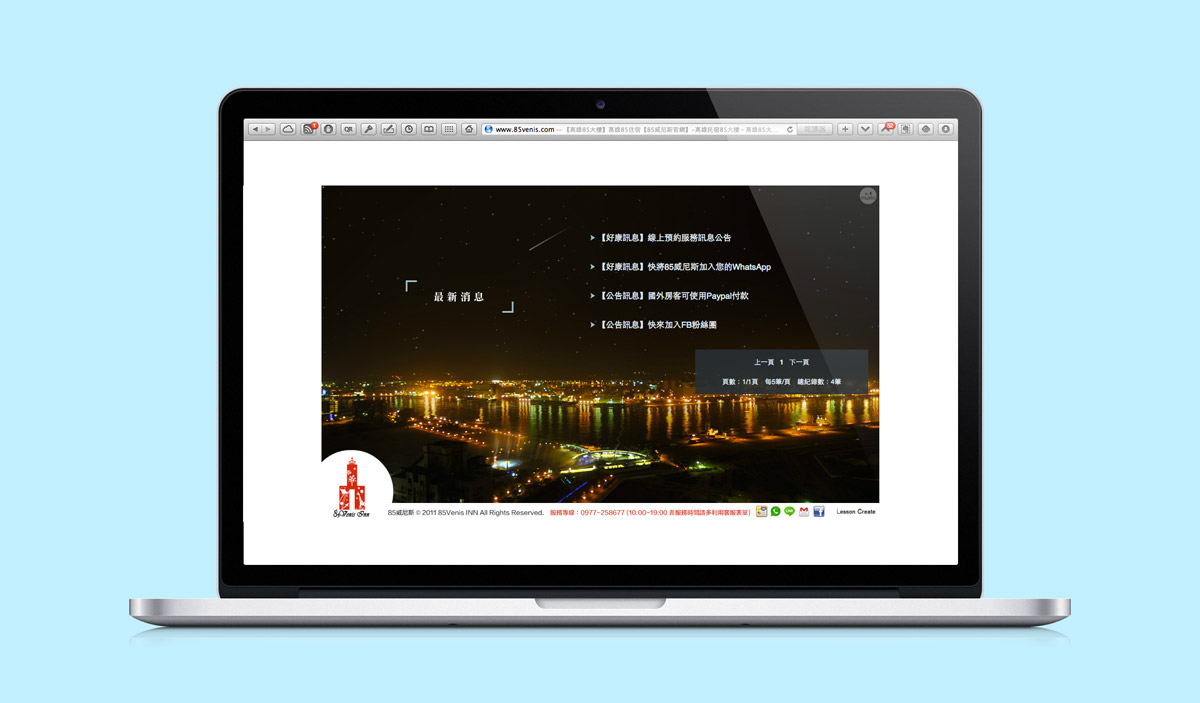 www.85venis.com — 【高雄85大樓】高雄85住宿【85威尼斯官網】-高雄民宿85大樓 - 高雄85大...
QR
最新消息
【好康訊息】線上預約服務訊息公告
【好康訊息】快將85威尼斯加入您的WhatsApp
【公告訊息】國外房客可使用Paypal付款
【公告訊息】快來加入FB粉絲團
上一頁 1 下一頁
頁數：1/1頁 每5筆/頁 總紀錄數：4筆
85 Venis Inn
85威尼斯 © 2011 85Venis INN All Rights Reserved. 服務專線：0977-258677 (10:00~19:00 非服務時間請多利用客服表單) Lesson Create